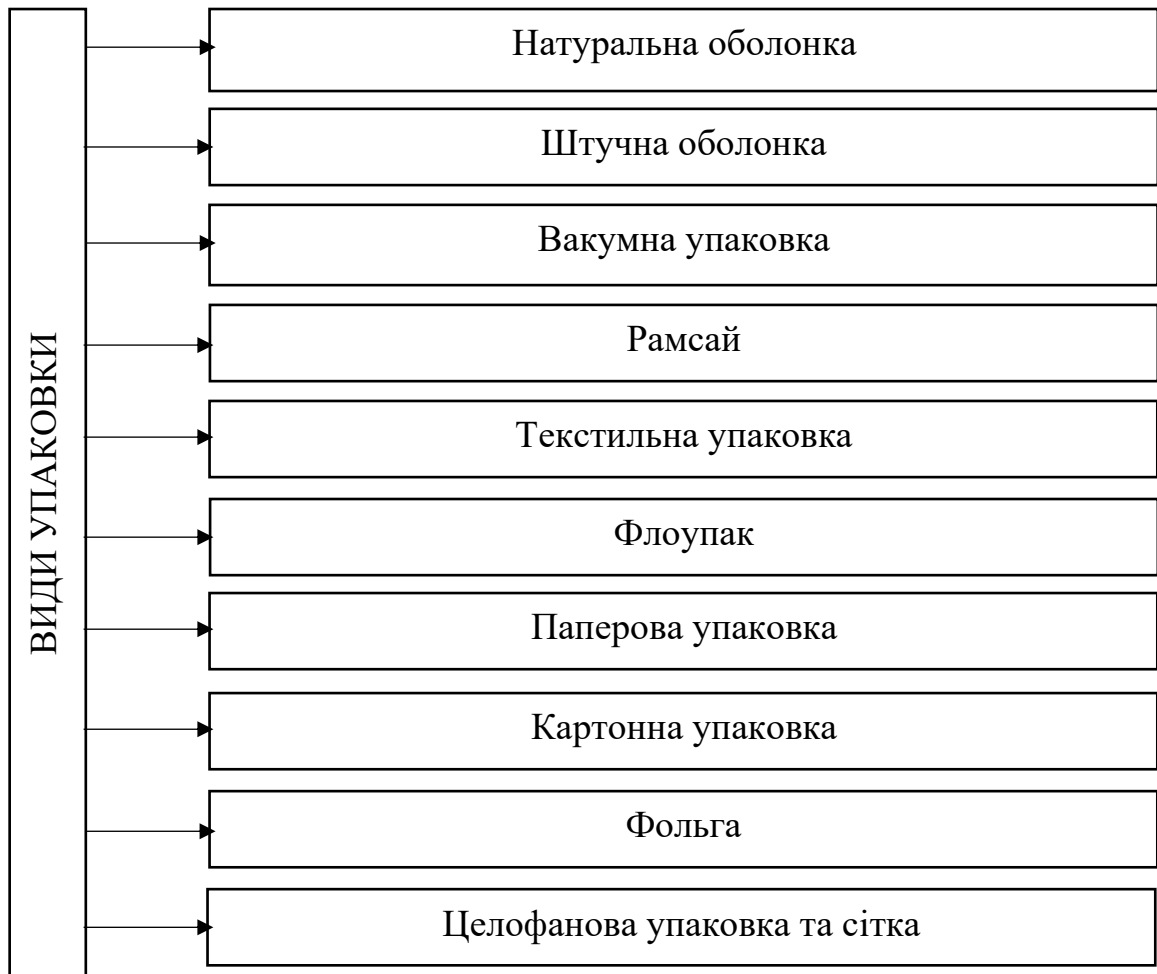 ВИДИ УПАКОВКИ
Натуральна оболонка
Штучна оболонка
Вакумна упаковка
Рамсай
Текстильна упаковка
Флоупак
Паперова упаковка
Картонна упаковка
Фольга
Целофанова упаковка та сітка